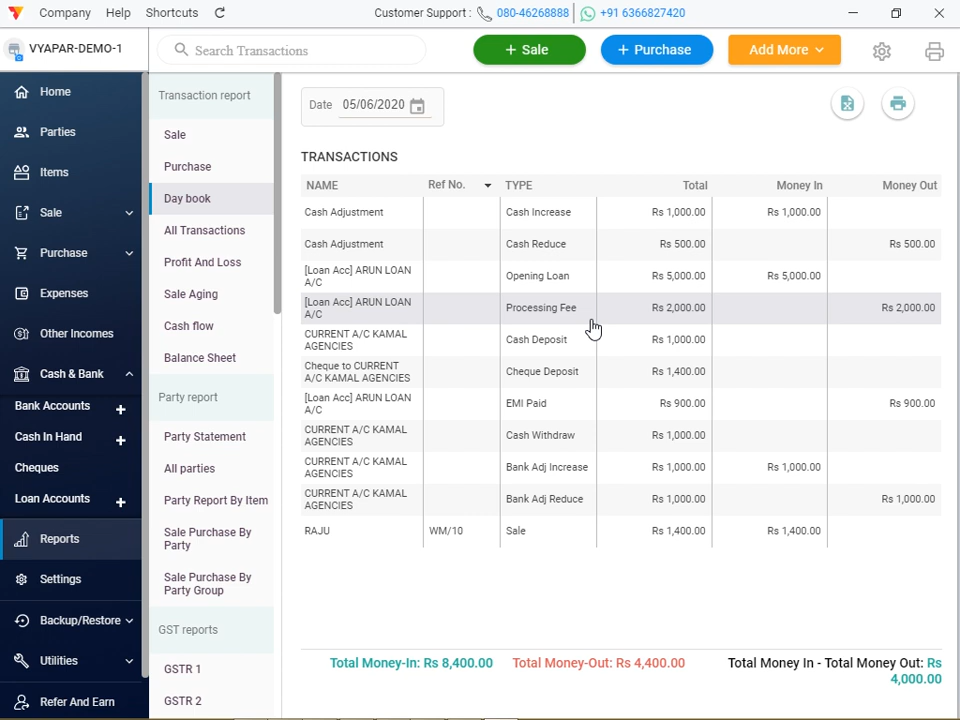 Company Help Shortcuts Customer Support : 080-46268888 +91 6366827420
VYAPAR-DEMO-1 Search Transactions + Sale + Purchase Add More
Home
Parties
Items
Sale
Purchase
Expenses
Other Incomes
Cash & Bank
Bank Accounts +
Cash In Hand +
Cheques
Loan Accounts +
Reports
Settings
Backup/Restore
Utilities
Refer And Earn
Transaction report
Sale
Purchase
Day book
All Transactions
Profit And Loss
Sale Aging
Cash flow
Balance Sheet
Party report
Party Statement
All parties
Party Report By Item
Sale Purchase By
Party
Sale Purchase By
Party Group
GST reports
GSTR 1
GSTR 2
Date 05/06/2020
TRANSACTIONS
NAME Ref No. TYPE Total Money In Money Out
Cash Adjustment Cash Increase Rs 1,000.00 Rs 1,000.00
Cash Adjustment Cash Reduce Rs 500.00 Rs 500.00
[Loan Acc] ARUN LOAN
A/C Opening Loan Rs 5,000.00 Rs 5,000.00
[Loan Acc] ARUN LOAN
A/C Processing Fee Rs 2,000.00 Rs 2,000.00
CURRENT A/C KAMAL
AGENCIES Cash Deposit Rs 1,000.00
Cheque to CURRENT
A/C KAMAL AGENCIES Cheque Deposit Rs 1,400.00
[Loan Acc] ARUN LOAN
A/C EMI Paid Rs 900.00 Rs 900.00
CURRENT A/C KAMAL
AGENCIES Cash Withdraw Rs 1,000.00
CURRENT A/C KAMAL
AGENCIES Bank Adj Increase Rs 1,000.00 Rs 1,000.00
CURRENT A/C KAMAL
AGENCIES Bank Adj Reduce Rs 1,000.00 Rs 1,000.00
RAJU WM/10 Sale Rs 1,400.00 Rs 1,400.00
Total Money-In: Rs 8,400.00 Total Money-Out: Rs 4,400.00 Total Money In - Total Money Out: Rs
4,000.00